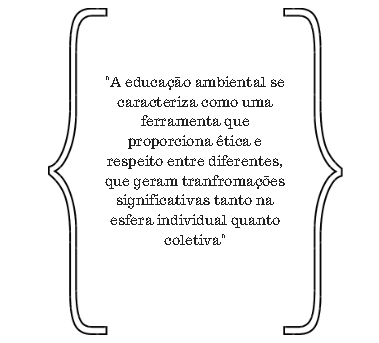 "A educação ambiental se
caracteriza como uma
ferramenta que
proporciona ética e
respeito entre diferentes,
que geram tranfromações
significativas tanto na
esfera individual quanto
coletiva"